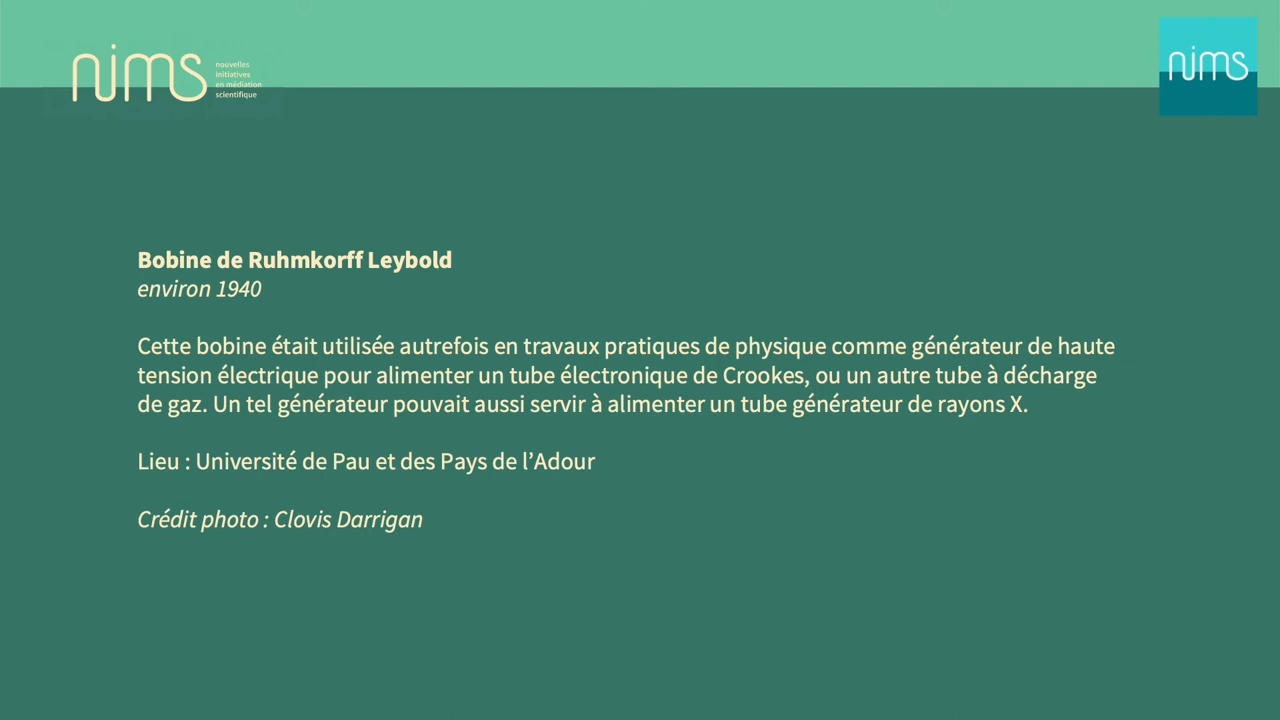 nims
nouvelles
initiatives
en médiation
scientifique
nims
Bobine de Ruhmkorff Leybold
environ 1940
Cette bobine était utilisée autrefois en travaux pratiques de physique comme générateur de haute
tension électrique pour alimenter un tube électronique de Crookes, ou un autre tube à décharge
de gaz. Un tel générateur pouvait aussi servir à alimenter un tube générateur de rayons X.
Lieu : Université de Pau et des Pays de l’Adour
Crédit photo : Clovis Darrigan